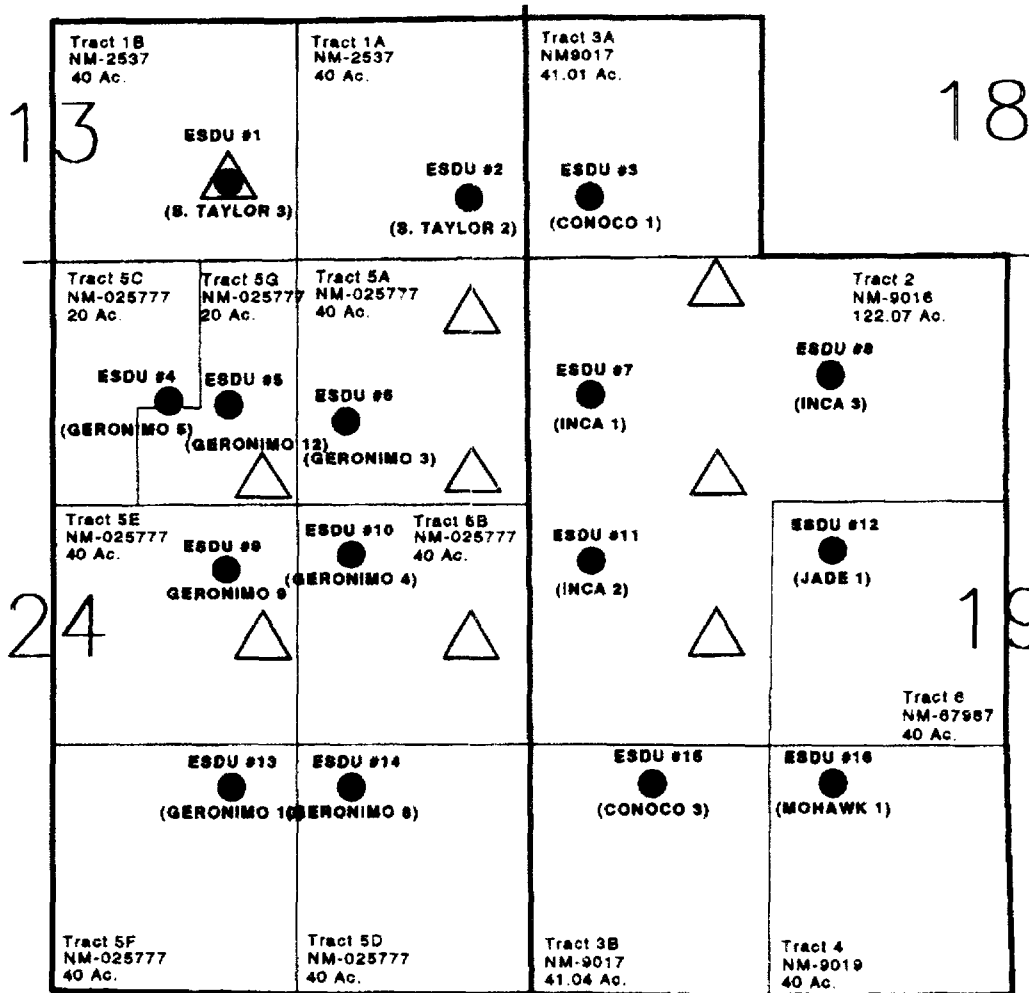 Tract 1B
NM-2537
40 Ac.
Tract 1A
NM-2537
40 Ac.
Tract 3A
NM9017
41.01 Ac.
13
18
ESDU #1
(S. TAYLOR 3)
ESDU #2
(S. TAYLOR 2)
ESDU #3
(CONOCO 1)
Tract 5C
NM-025777
20 Ac.
Tract 5G
NM-025777
20 Ac.
Tract 5A
NM-025777
40 Ac.
Tract 2
NM-9016
122.07 Ac.
ESDU #4
(GERONIMO 5)
ESDU #5
(GERONIMO 12)
ESDU #6
(GERONIMO 3)
ESDU #7
(INCA 1)
ESDU #8
(INCA 3)
Tract 5E
NM-025777
40 Ac.
Tract 5B
NM-025777
40 Ac.
ESDU #9
GERONIMO 9
ESDU #10
(GERONIMO 4)
ESDU #11
(INCA 2)
ESDU #12
(JADE 1)
24
19
Tract 6
NM-67987
40 Ac.
ESDU #13
(GERONIMO 10)
ESDU #14
(GERONIMO 8)
ESDU #15
(CONOCO 3)
ESDU #16
(MOHAWK 1)
Tract 5F
NM-025777
40 Ac.
Tract 5D
NM-025777
40 Ac.
Tract 3B
NM-9017
41.04 Ac.
Tract 4
NM-9019
40 Ac.